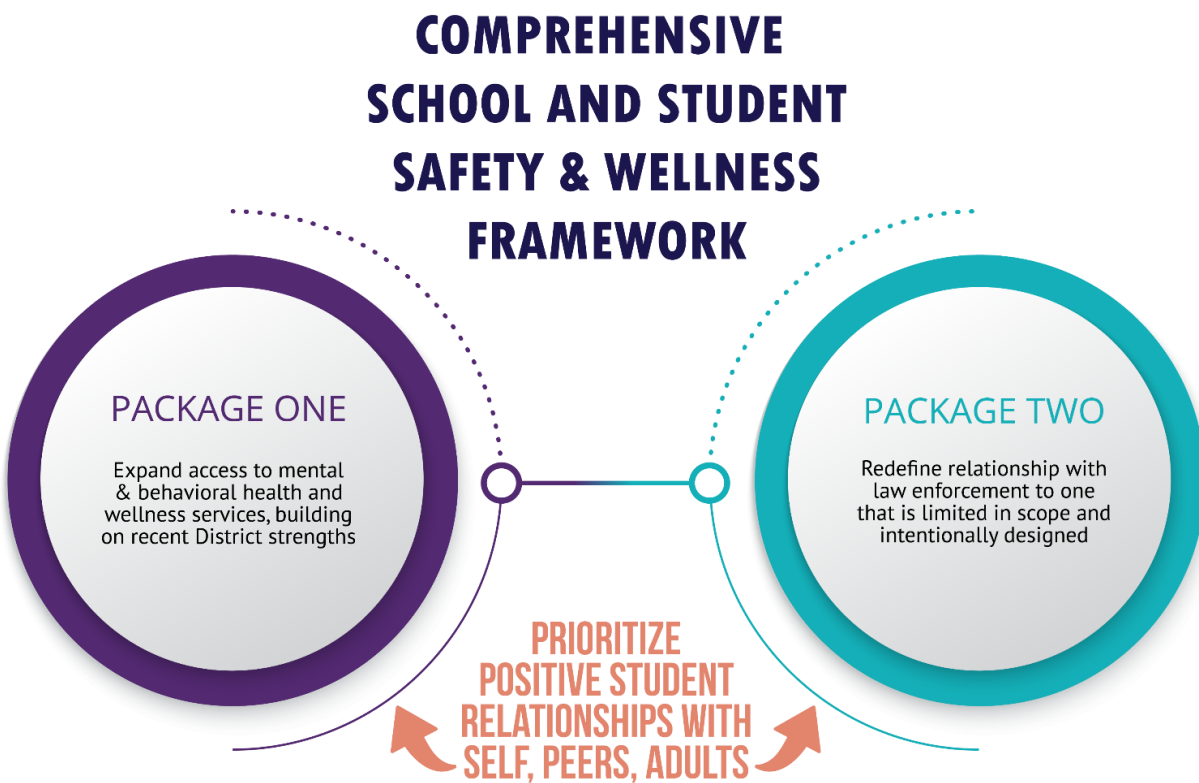 COMPREHENSIVE
SCHOOL AND STUDENT
SAFETY & WELLNESS
FRAMEWORK
PACKAGE ONE
Expand access to mental
& behavioral health and
wellness services, building
on recent District strengths
PACKAGE TWO
Redefine relationship with
law enforcement to one
that is limited in scope and
intentionally designed
PRIORITIZE
POSITIVE STUDENT
RELATIONSHIPS WITH
SELF, PEERS, ADULTS